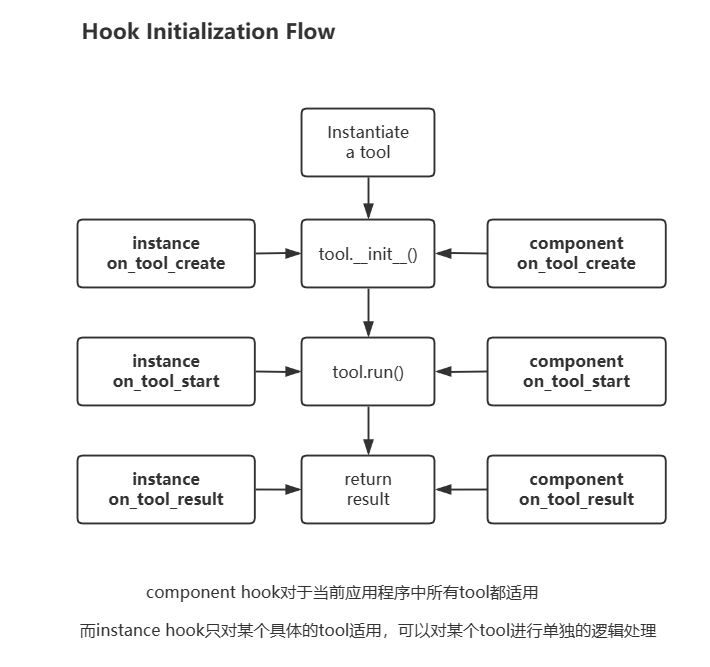 Hook Initialization Flow
Instantiate
a tool
instance
on_tool_create
tool.__init__()
component
on_tool_create
instance
on_tool_start
tool.run()
component
on_tool_start
instance
on_tool_result
return
result
component
on_tool_result
component hook对于当前应用程序中所有tool都适用
而instance hook只对某个具体的tool适用，可以对某个tool进行单独的逻辑处理